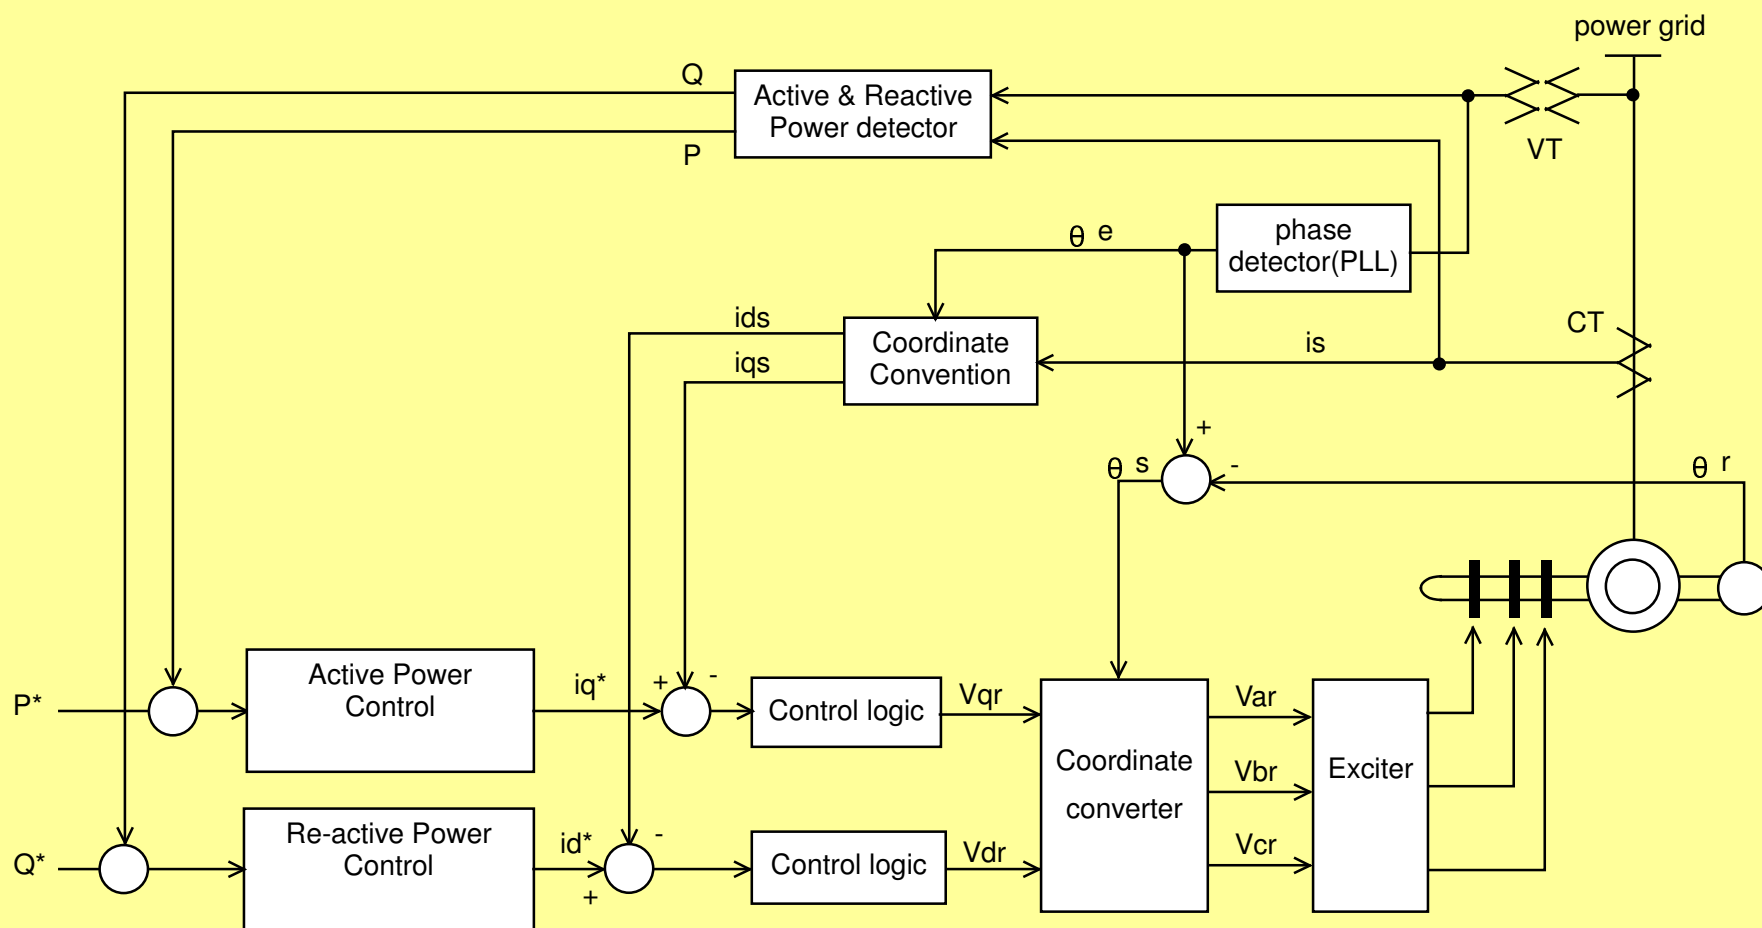 power grid
Q
Active & Reactive
Power detector
P
VT
phase
detector(PLL)
θ e
CT
ids
iqs
Coordinate
Convention
is
+
-
θ s
θ r
P*
Active Power
Control
iq*
+
-
Control logic
Vqr
Var
Coordinate
converter
Vbr
Exciter
Q*
Re-active Power
Control
id*
-
+
Control logic
Vdr
Vcr